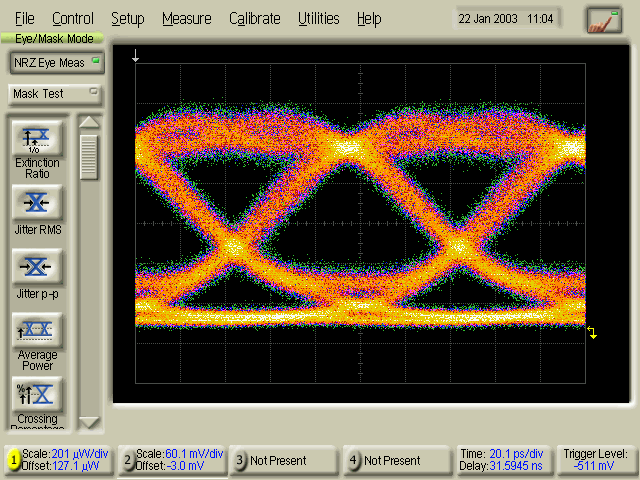 File Control Setup Measure Calibrate Utilities Help 22 Jan 2003 11:04
Eye/Mask Mode
NRZ Eye Meas
Mask Test
1/0
Extinction
Ratio
Jitter RMS
Jitter p-p
Average
Power
%
Crossing
Percentage
1 Scale:201 µW/div
Offset:127.1 µW
2 Scale:60.1 mV/div
Offset:-3.0 mV
3 Not Present
4 Not Present
Time: 20.1 ps/div
Delay:31.5945 ns
Trigger Level:
-511 mV